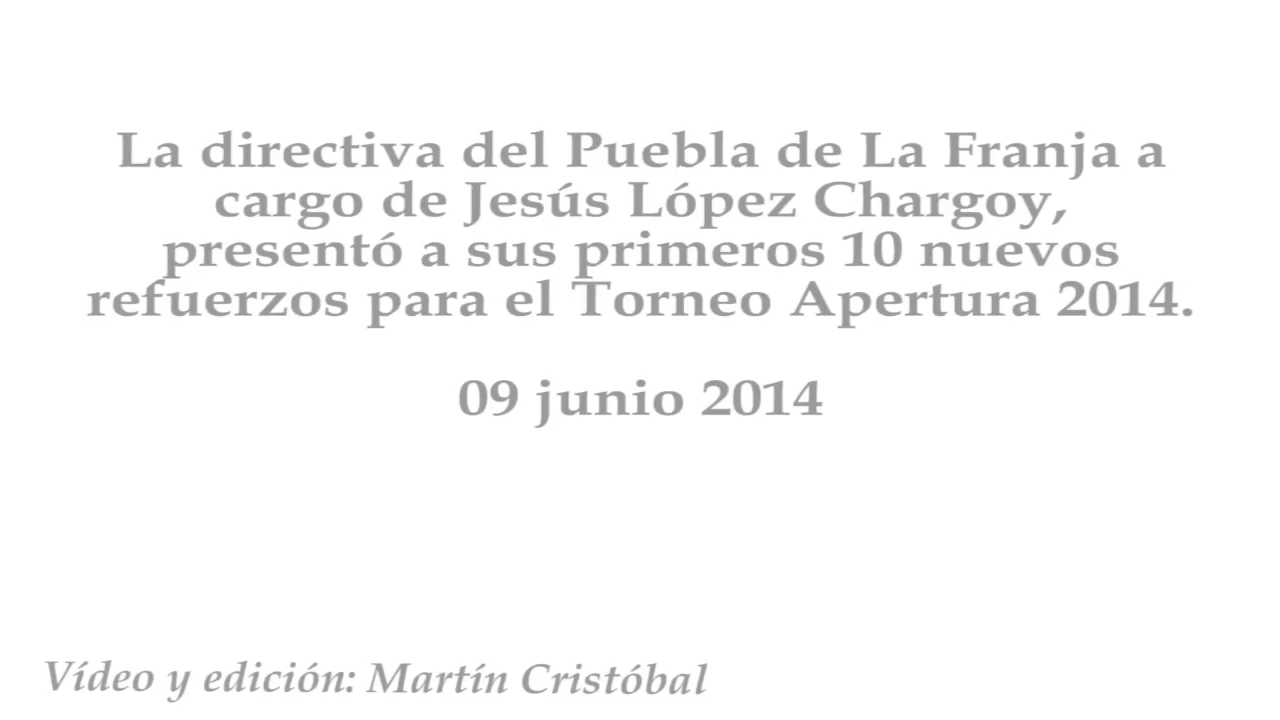 La directiva del Puebla de La Franja a
cargo de Jesús López Chargoy,
presentó a sus primeros 10 nuevos
refuerzos para el Torneo Apertura 2014.
09 junio 2014
Vídeo y edición: Martín Cristóbal